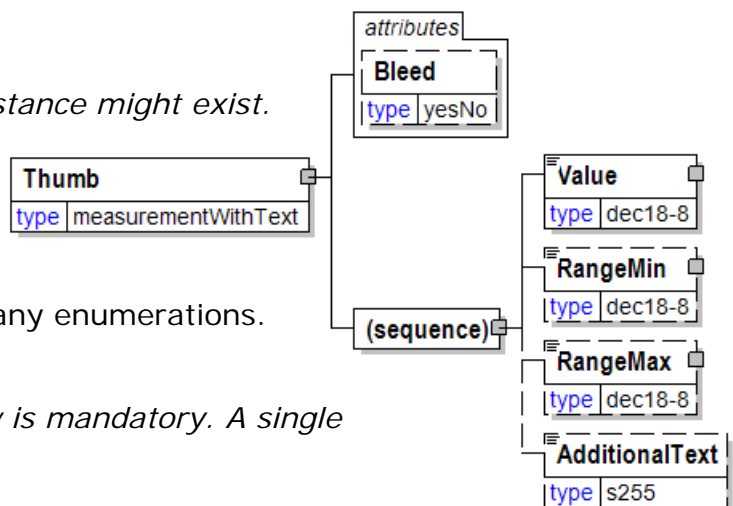 attributes
Bleed
type yesNo
stance might exist.
Thumb
type measurementWithText
Value
type dec18-8
RangeMin
type dec18-8
any enumerations.
(sequence)
RangeMax
type dec18-8
y is mandatory. A single
AdditionalText
type s255